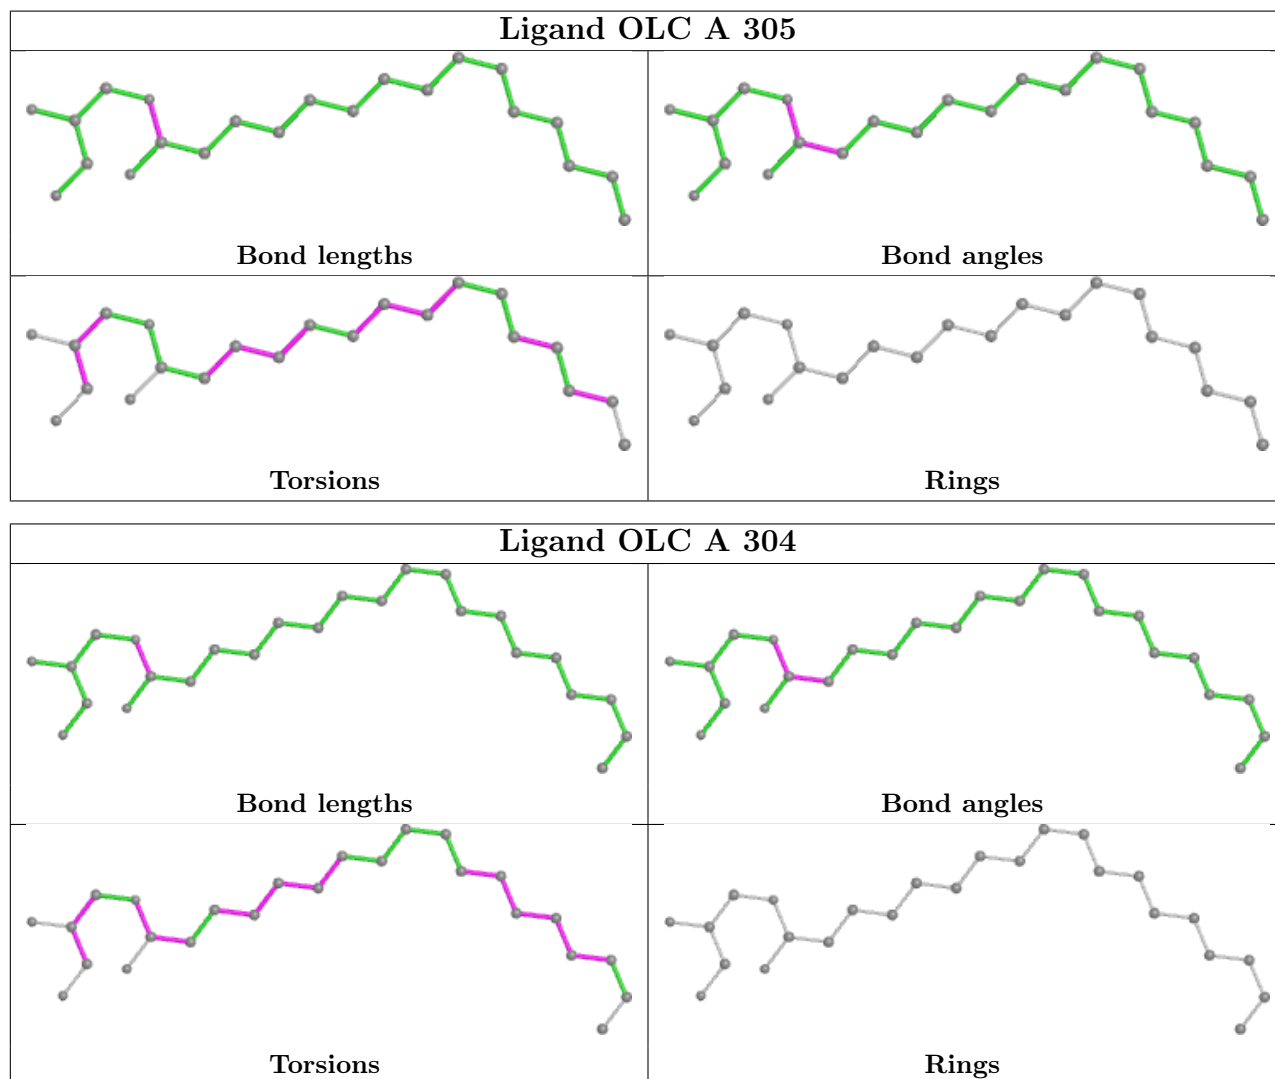 Ligand OLC A 305
Bond lengths
Bond angles
Torsions
Rings
Ligand OLC A 304
Bond lengths
Bond angles
Torsions
Rings